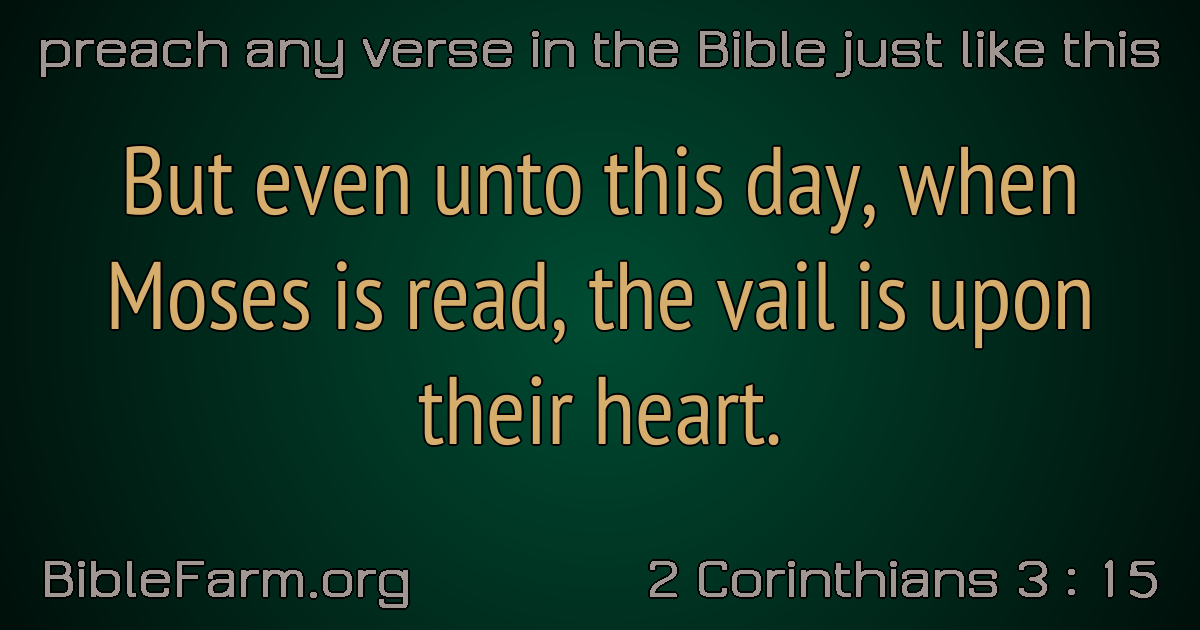 preach any verse in the Bible just like this
But even unto this day, when
Moses is read, the vail is upon
their heart.
BibleFarm.org
2 Corinthians 3 : 15